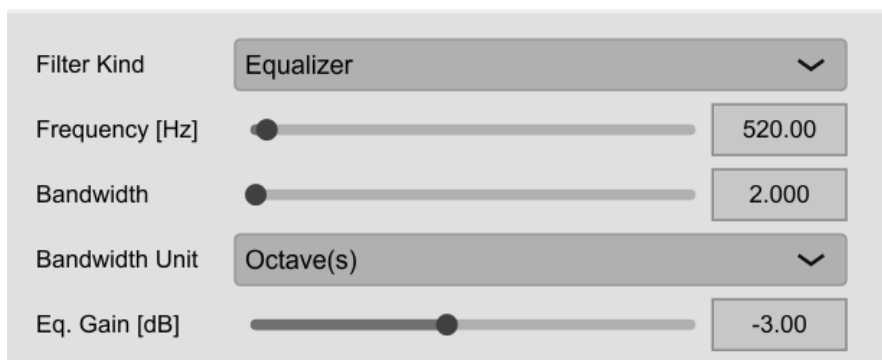 Filter Kind Equalizer
Frequency [Hz] 520.00
Bandwidth 2.000
Bandwidth Unit Octave(s)
Eq. Gain [dB] -3.00